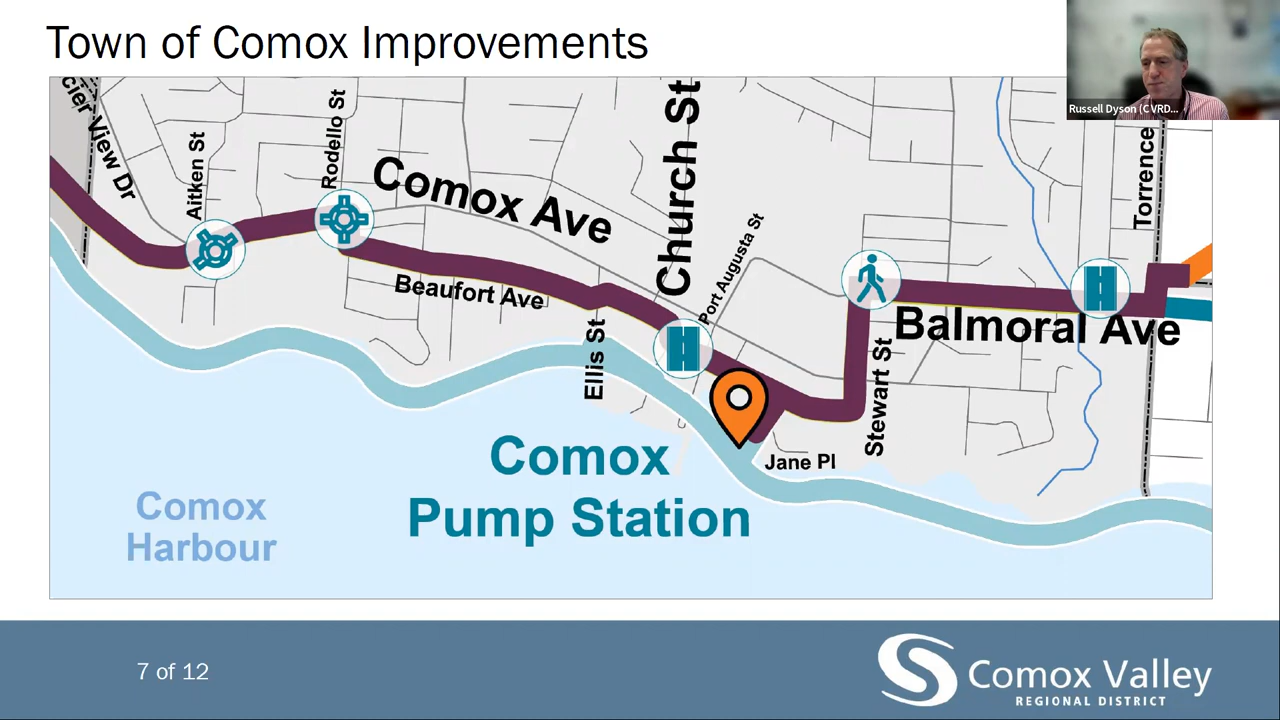 Town of Comox Improvements
Russell Dyson (CVRD...
cier View Dr
Aitken St
Rodello St
Comox Ave
Church St
Port Augusta St
Torrence
Beaufort Ave
Ellis St
Balmoral Ave
Stewart St
Jane Pl
Comox
Pump Station
Comox
Harbour
7 of 12
Comox Valley
REGIONAL DISTRICT